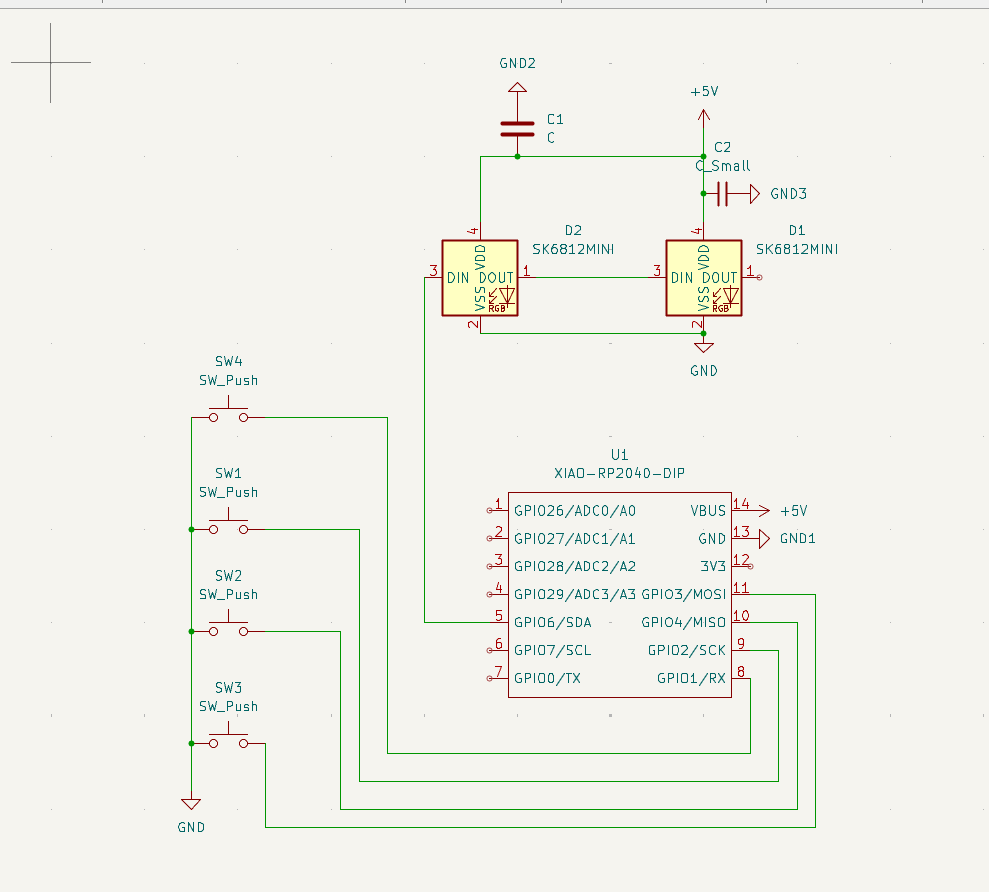 GND2
+5V
C1
C
C2
C_Small
GND3
D2
SK6812MINI
D1
SK6812MINI
4
VDD
3
DIN
DOUT
1
VSS
RGB
2
4
VDD
3
DIN
DOUT
1
VSS
RGB
2
GND
SW4
SW_Push
SW1
SW_Push
SW2
SW_Push
SW3
SW_Push
GND
U1
XIAO-RP2040-DIP
1 GPIO26/ADC0/A0 VBUS 14 +5V
2 GPIO27/ADC1/A1 GND 13 GND1
3 GPIO28/ADC2/A2 3V3 12
4 GPIO29/ADC3/A3 GPIO3/MOSI 11
5 GPIO6/SDA GPIO4/MISO 10
6 GPIO7/SCL GPIO2/SCK 9
7 GPIO0/TX GPIO1/RX 8